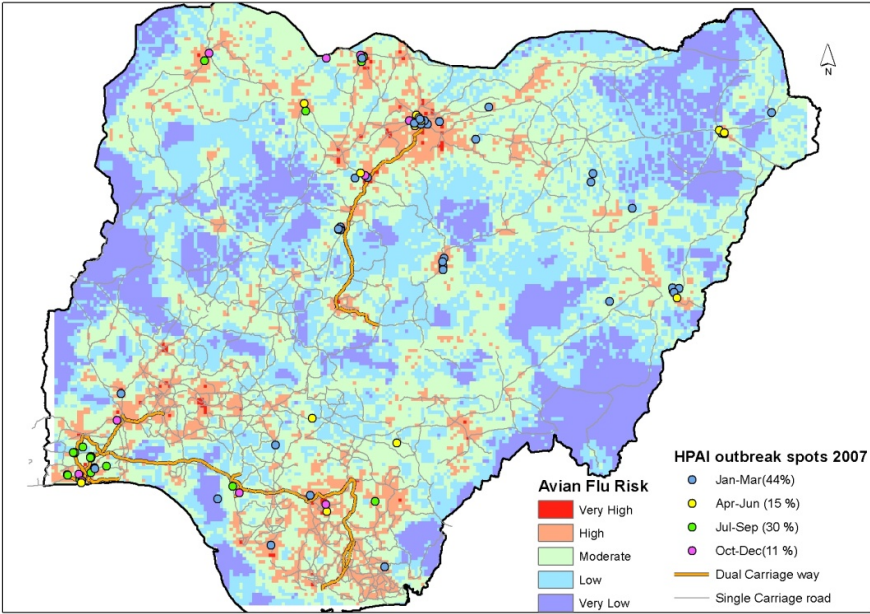 N
Avian Flu Risk
Very High
High
Moderate
Low
Very Low
HPAI outbreak spots 2007
Jan-Mar(44%)
Apr-Jun (15 %)
Jul-Sep (30 %)
Oct-Dec(11 %)
Dual Carriage way
Single Carriage road